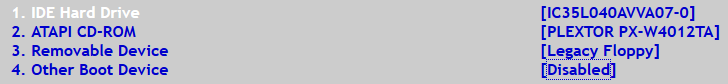 1. IDE Hard Drive [IC35L040AVVA07-0]
2. ATAPI CD-ROM [PLEXTOR PX-W4012TA]
3. Removable Device [Legacy Floppy]
4. Other Boot Device [Disabled]